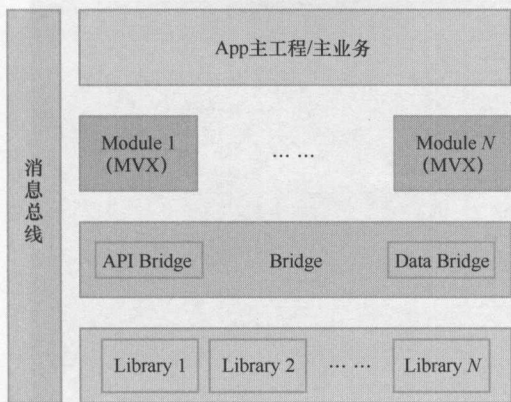 消息总线
App主工程/主业务
Module 1
(MVX)
... ...
Module N
(MVX)
API Bridge
Bridge
Data Bridge
Library 1
Library 2
... ...
Library N